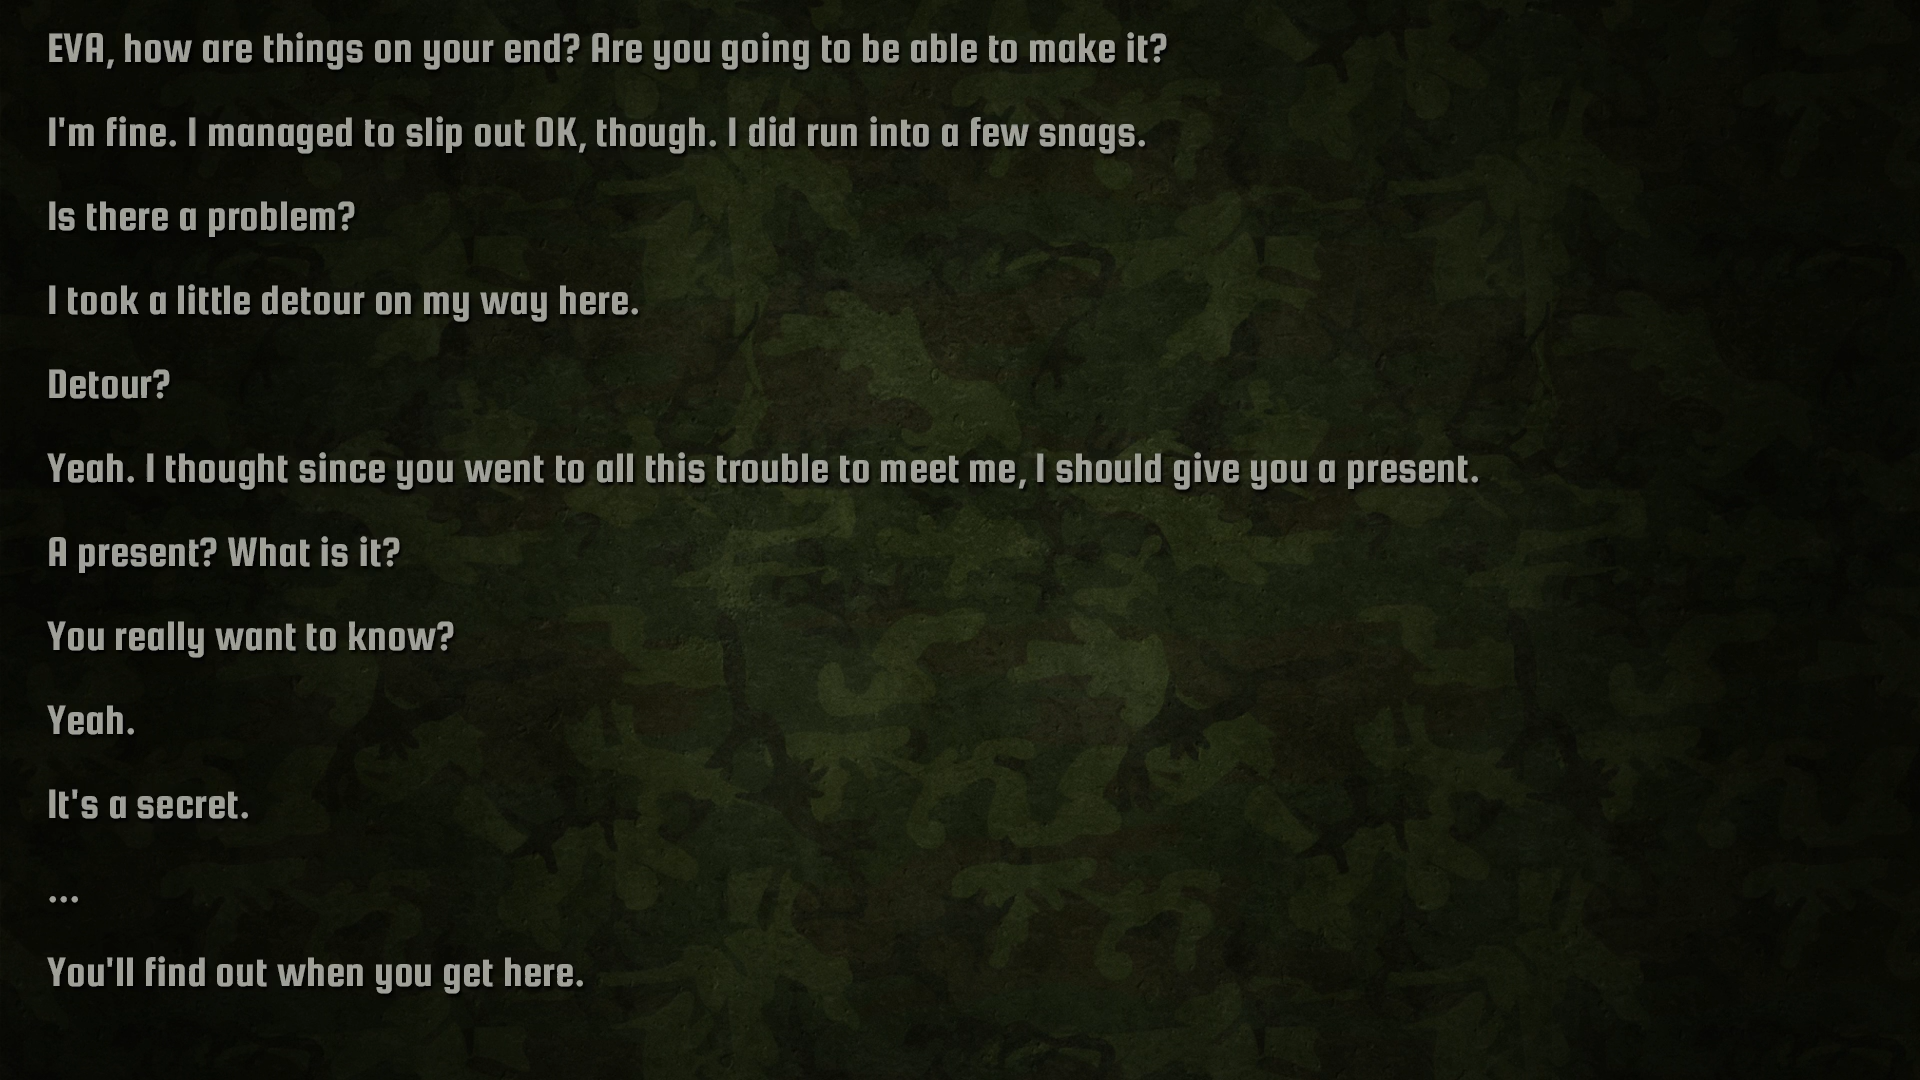 EVA, how are things on your end? Are you going to be able to make it?
I'm fine. I managed to slip out OK, though. I did run into a few snags.
Is there a problem?
I took a little detour on my way here.
Detour?
Yeah. I thought since you went to all this trouble to meet me, I should give you a present.
A present? What is it?
You really want to know?
Yeah.
It's a secret.
...
You'll find out when you get here.